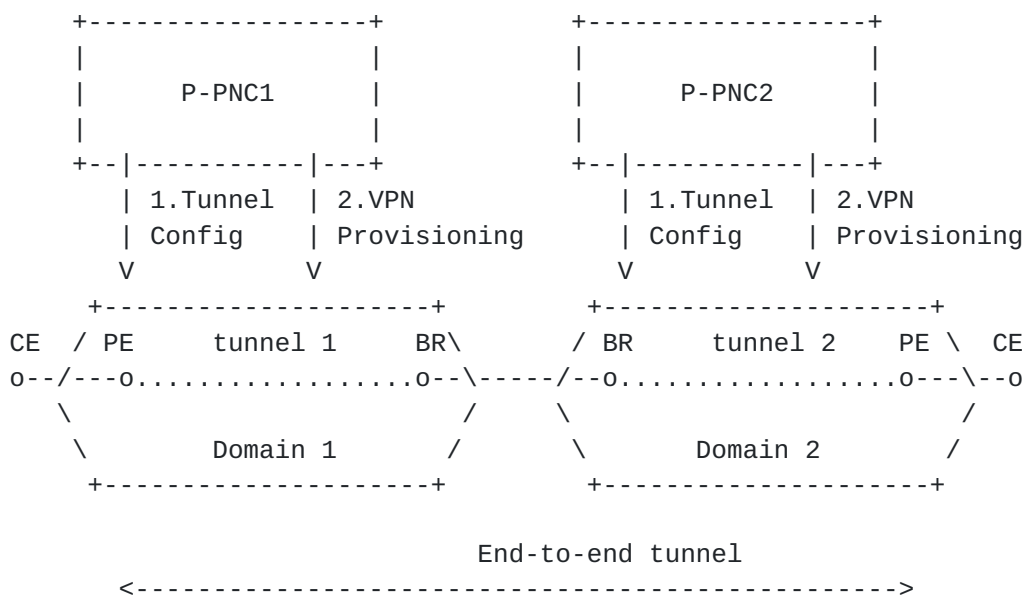 P-PNC1 P-PNC2
1.Tunnel 2.VPN 1.Tunnel 2.VPN
Config Provisioning Config Provisioning
V V V V
CE PE tunnel 1 BR BR tunnel 2 PE CE
o o o o o o
Domain 1 Domain 2
End-to-end tunnel